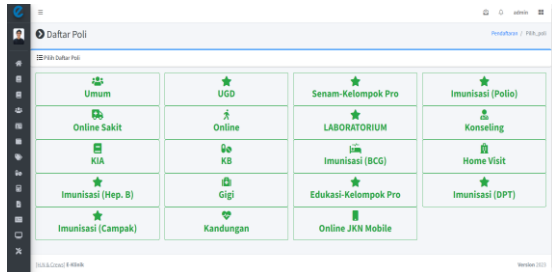 admin
Daftar Poli
Pendaftaran / Pilih_poli
Pilih Daftar Poli
Umum
UGD
Senam-Kelompok Pro
Imunisasi (Polio)
Online Sakit
Online
LABORATORIUM
Konseling
KIA
KB
Imunisasi (BCG)
Home Visit
Imunisasi (Hep. B)
Gigi
Edukasi-Kelompok Pro
Imunisasi (DPT)
Imunisasi (Campak)
Kandungan
Online JKN Mobile
E-Klinik
Version 2023